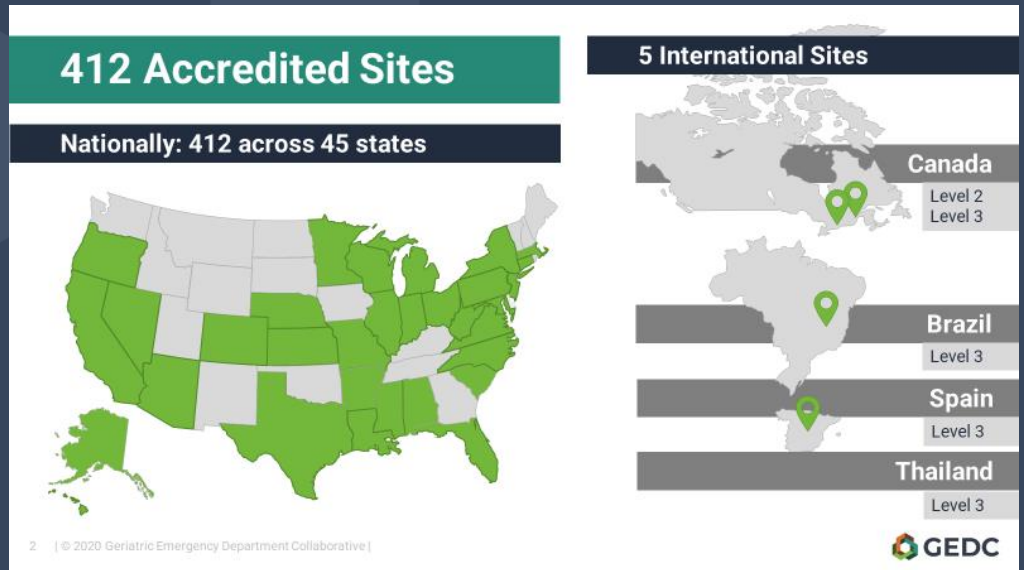 412 Accredited Sites
Nationally: 412 across 45 states
5 International Sites
Canada
Level 2
Level 3
Brazil
Level 3
Spain
Level 3
Thailand
Level 3
2 | © 2020 Geriatric Emergency Department Collaborative |
GEDC